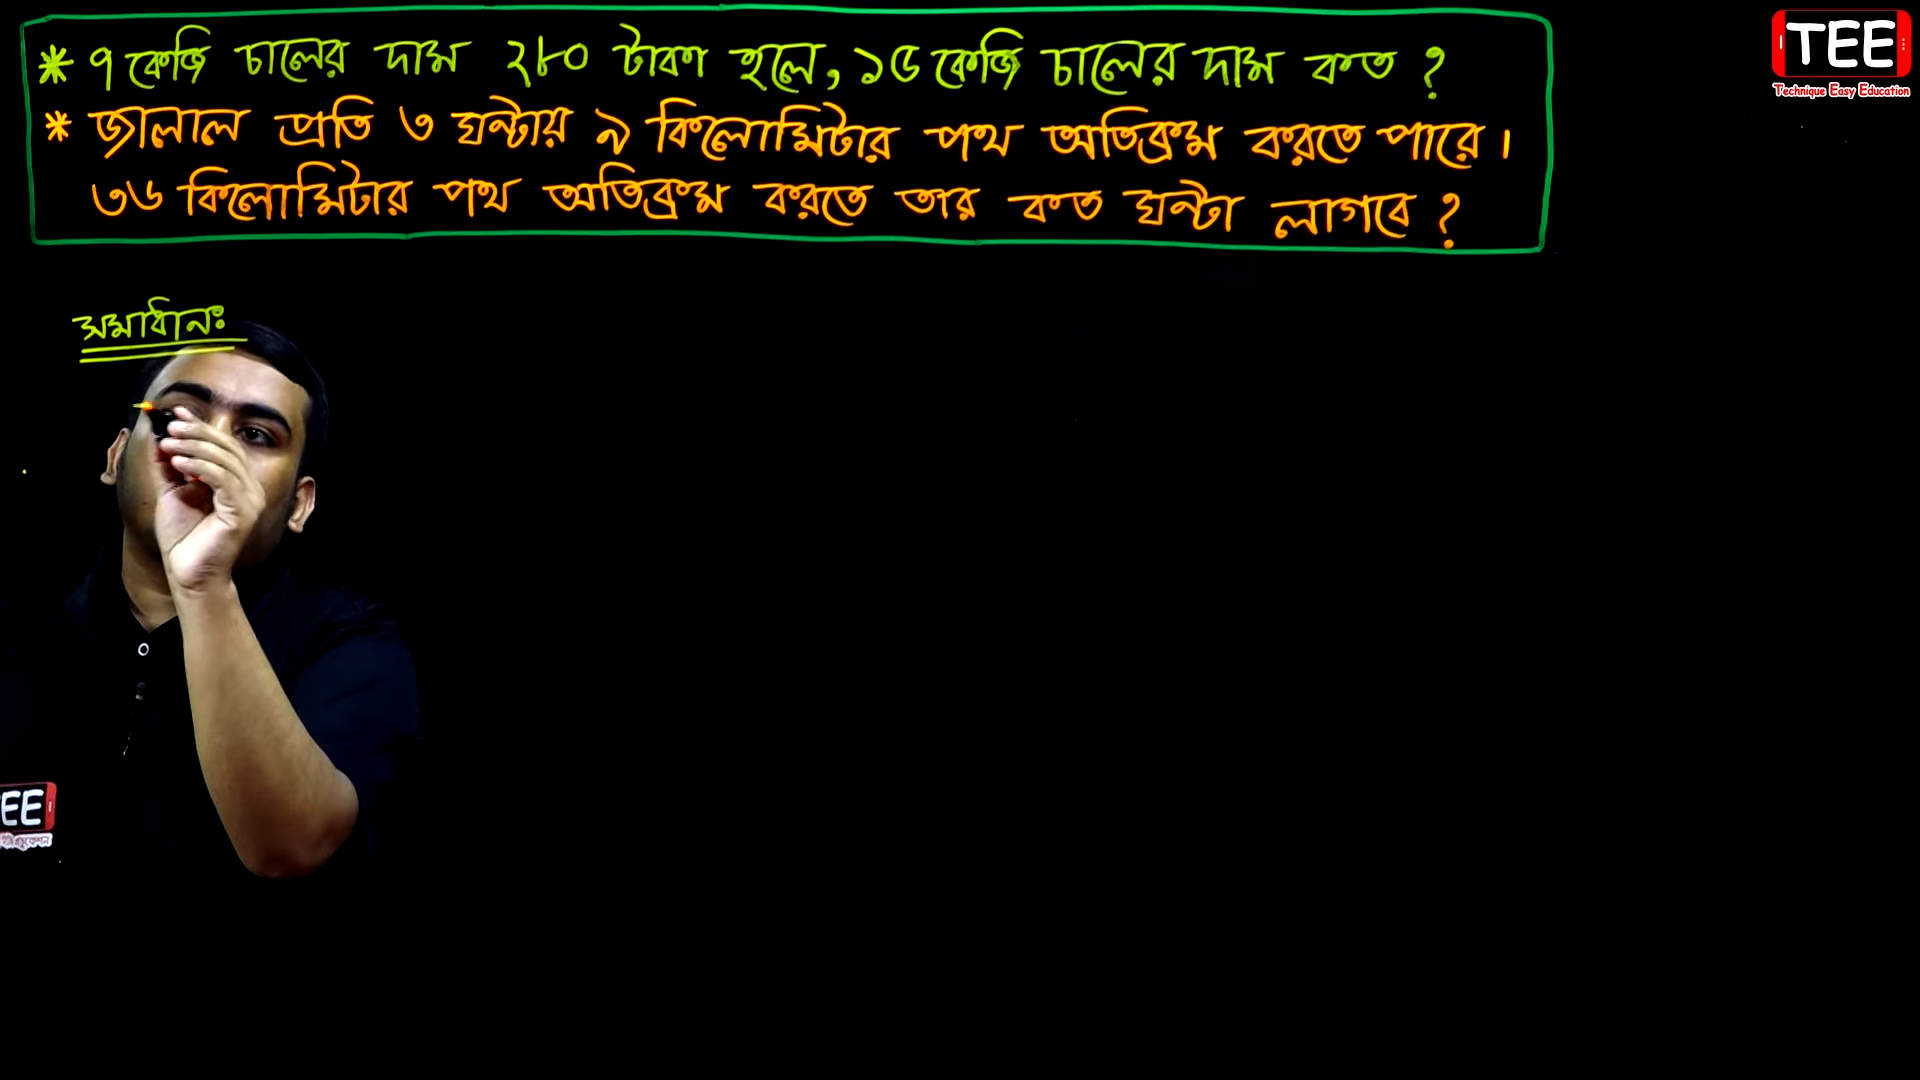 * ৭ কেজি চালের দাম ২৮০ টাকা হলে, ১৫ কেজি চালের দাম কত ?
* জালাল প্রতি ৩ ঘন্টায় ৯ কিলোমিটার পথ অতিক্রম করতে পারে।
৩৬ কিলোমিটার পথ অতিক্রম করতে তার কত ঘন্টা লাগবে ?
TEE
Technique Easy Education
সমাধানঃ
EE